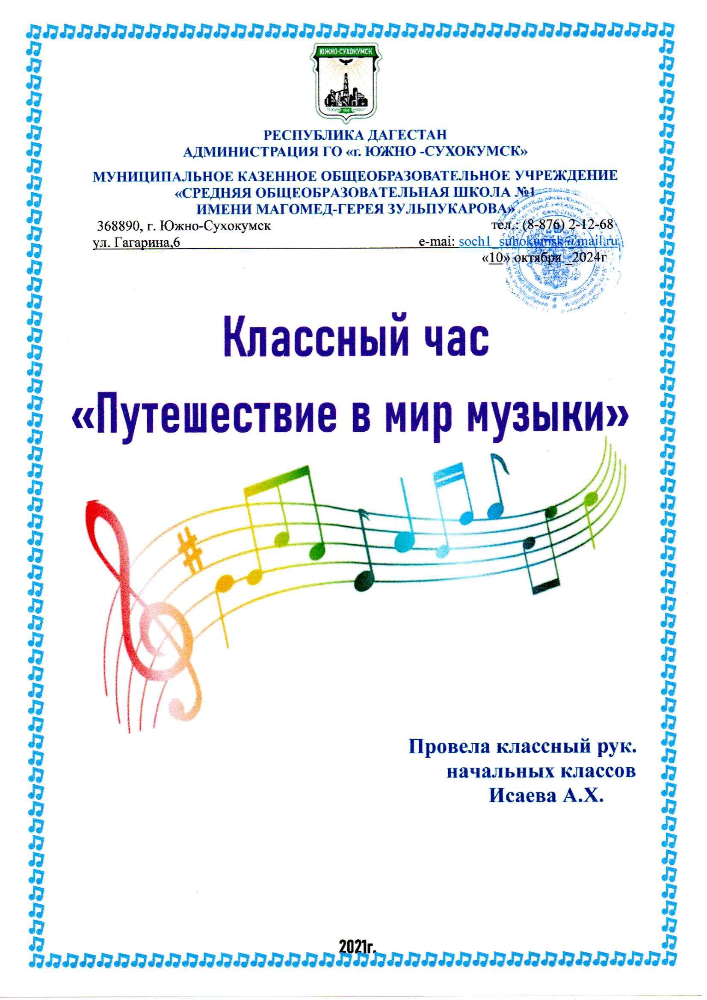 ЮЖНО-СУХОКУМСК
РЕСПУБЛИКА ДАГЕСТАН
АДМИНИСТРАЦИЯ ГО «г. ЮЖНО -СУХОКУМСК»
МУНИЦИПАЛЬНОЕ КАЗЕННОЕ ОБЩЕОБРАЗОВАТЕЛЬНОЕ УЧРЕЖДЕНИЕ
«СРЕДНЯЯ ОБЩЕОБРАЗОВАТЕЛЬНАЯ ШКОЛА №1
ИМЕНИ МАГОМЕД-ГЕРЕЯ ЗУЛЬПУКАРОВА»
368890, г. Южно-Сухокумск тел.: (8-876) 2-12-68
ул. Гагарина,6 e-mai: soch1_suhokumsk@mail.ru
«10» октября _2024г
Классный час
«Путешествие в мир музыки»
Провела классный рук.
начальных классов
Исаева А.Х.
2021г.